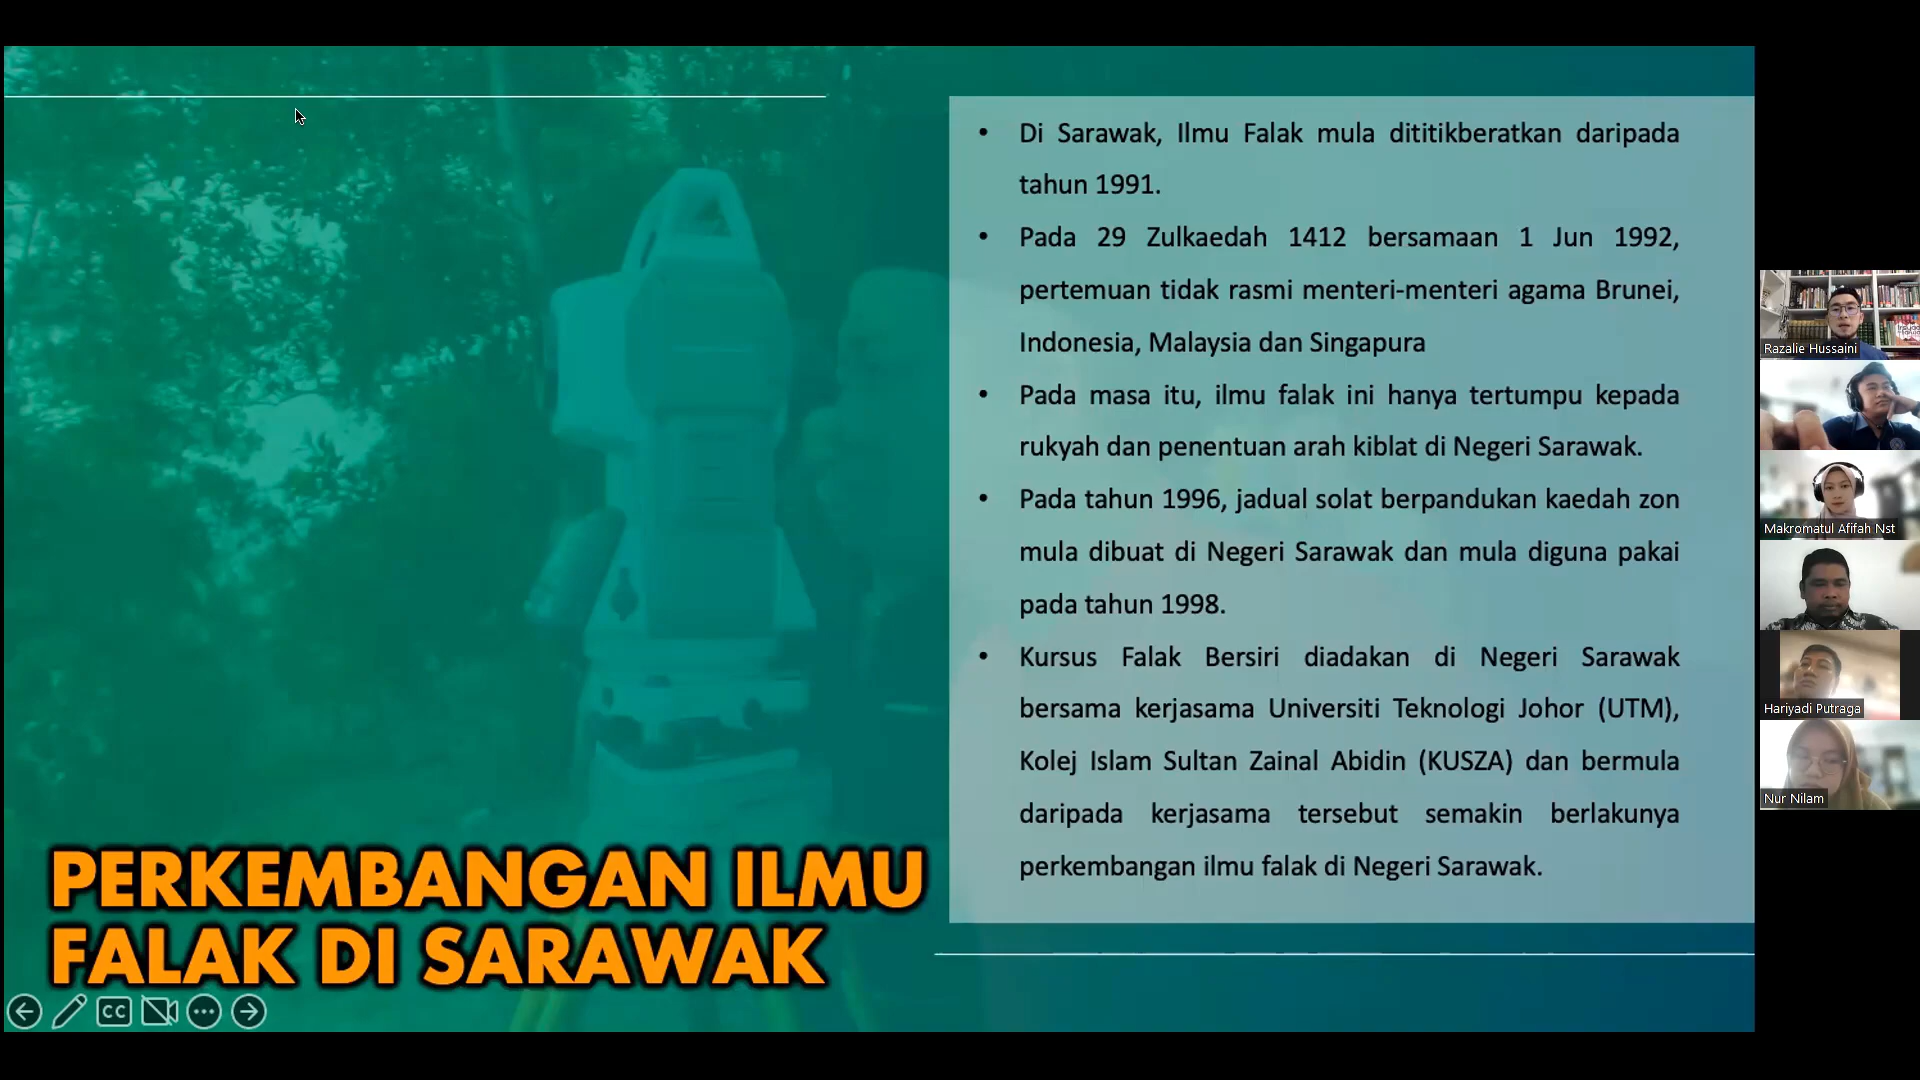 • Di Sarawak, Ilmu Falak mula dititikberatkan daripada
tahun 1991.
• Pada 29 Zulkaedah 1412 bersamaan 1 Jun 1992,
pertemuan tidak rasmi menteri-menteri agama Brunei,
Indonesia, Malaysia dan Singapura
• Pada masa itu, ilmu falak ini hanya tertumpu kepada
rukyah dan penentuan arah kiblat di Negeri Sarawak.
• Pada tahun 1996, jadual solat berpandukan kaedah zon
mula dibuat di Negeri Sarawak dan mula diguna pakai
pada tahun 1998.
• Kursus Falak Bersiri diadakan di Negeri Sarawak
bersama kerjasama Universiti Teknologi Johor (UTM),
Kolej Islam Sultan Zainal Abidin (KUSZA) dan bermula
daripada kerjasama tersebut semakin berlakunya
perkembangan ilmu falak di Negeri Sarawak.
PERKEMBANGAN ILMU
FALAK DI SARAWAK
CC
Razalie Hussaini
Makromatul Afifah Nst
Hariyadi Putraga
Nur Nilam